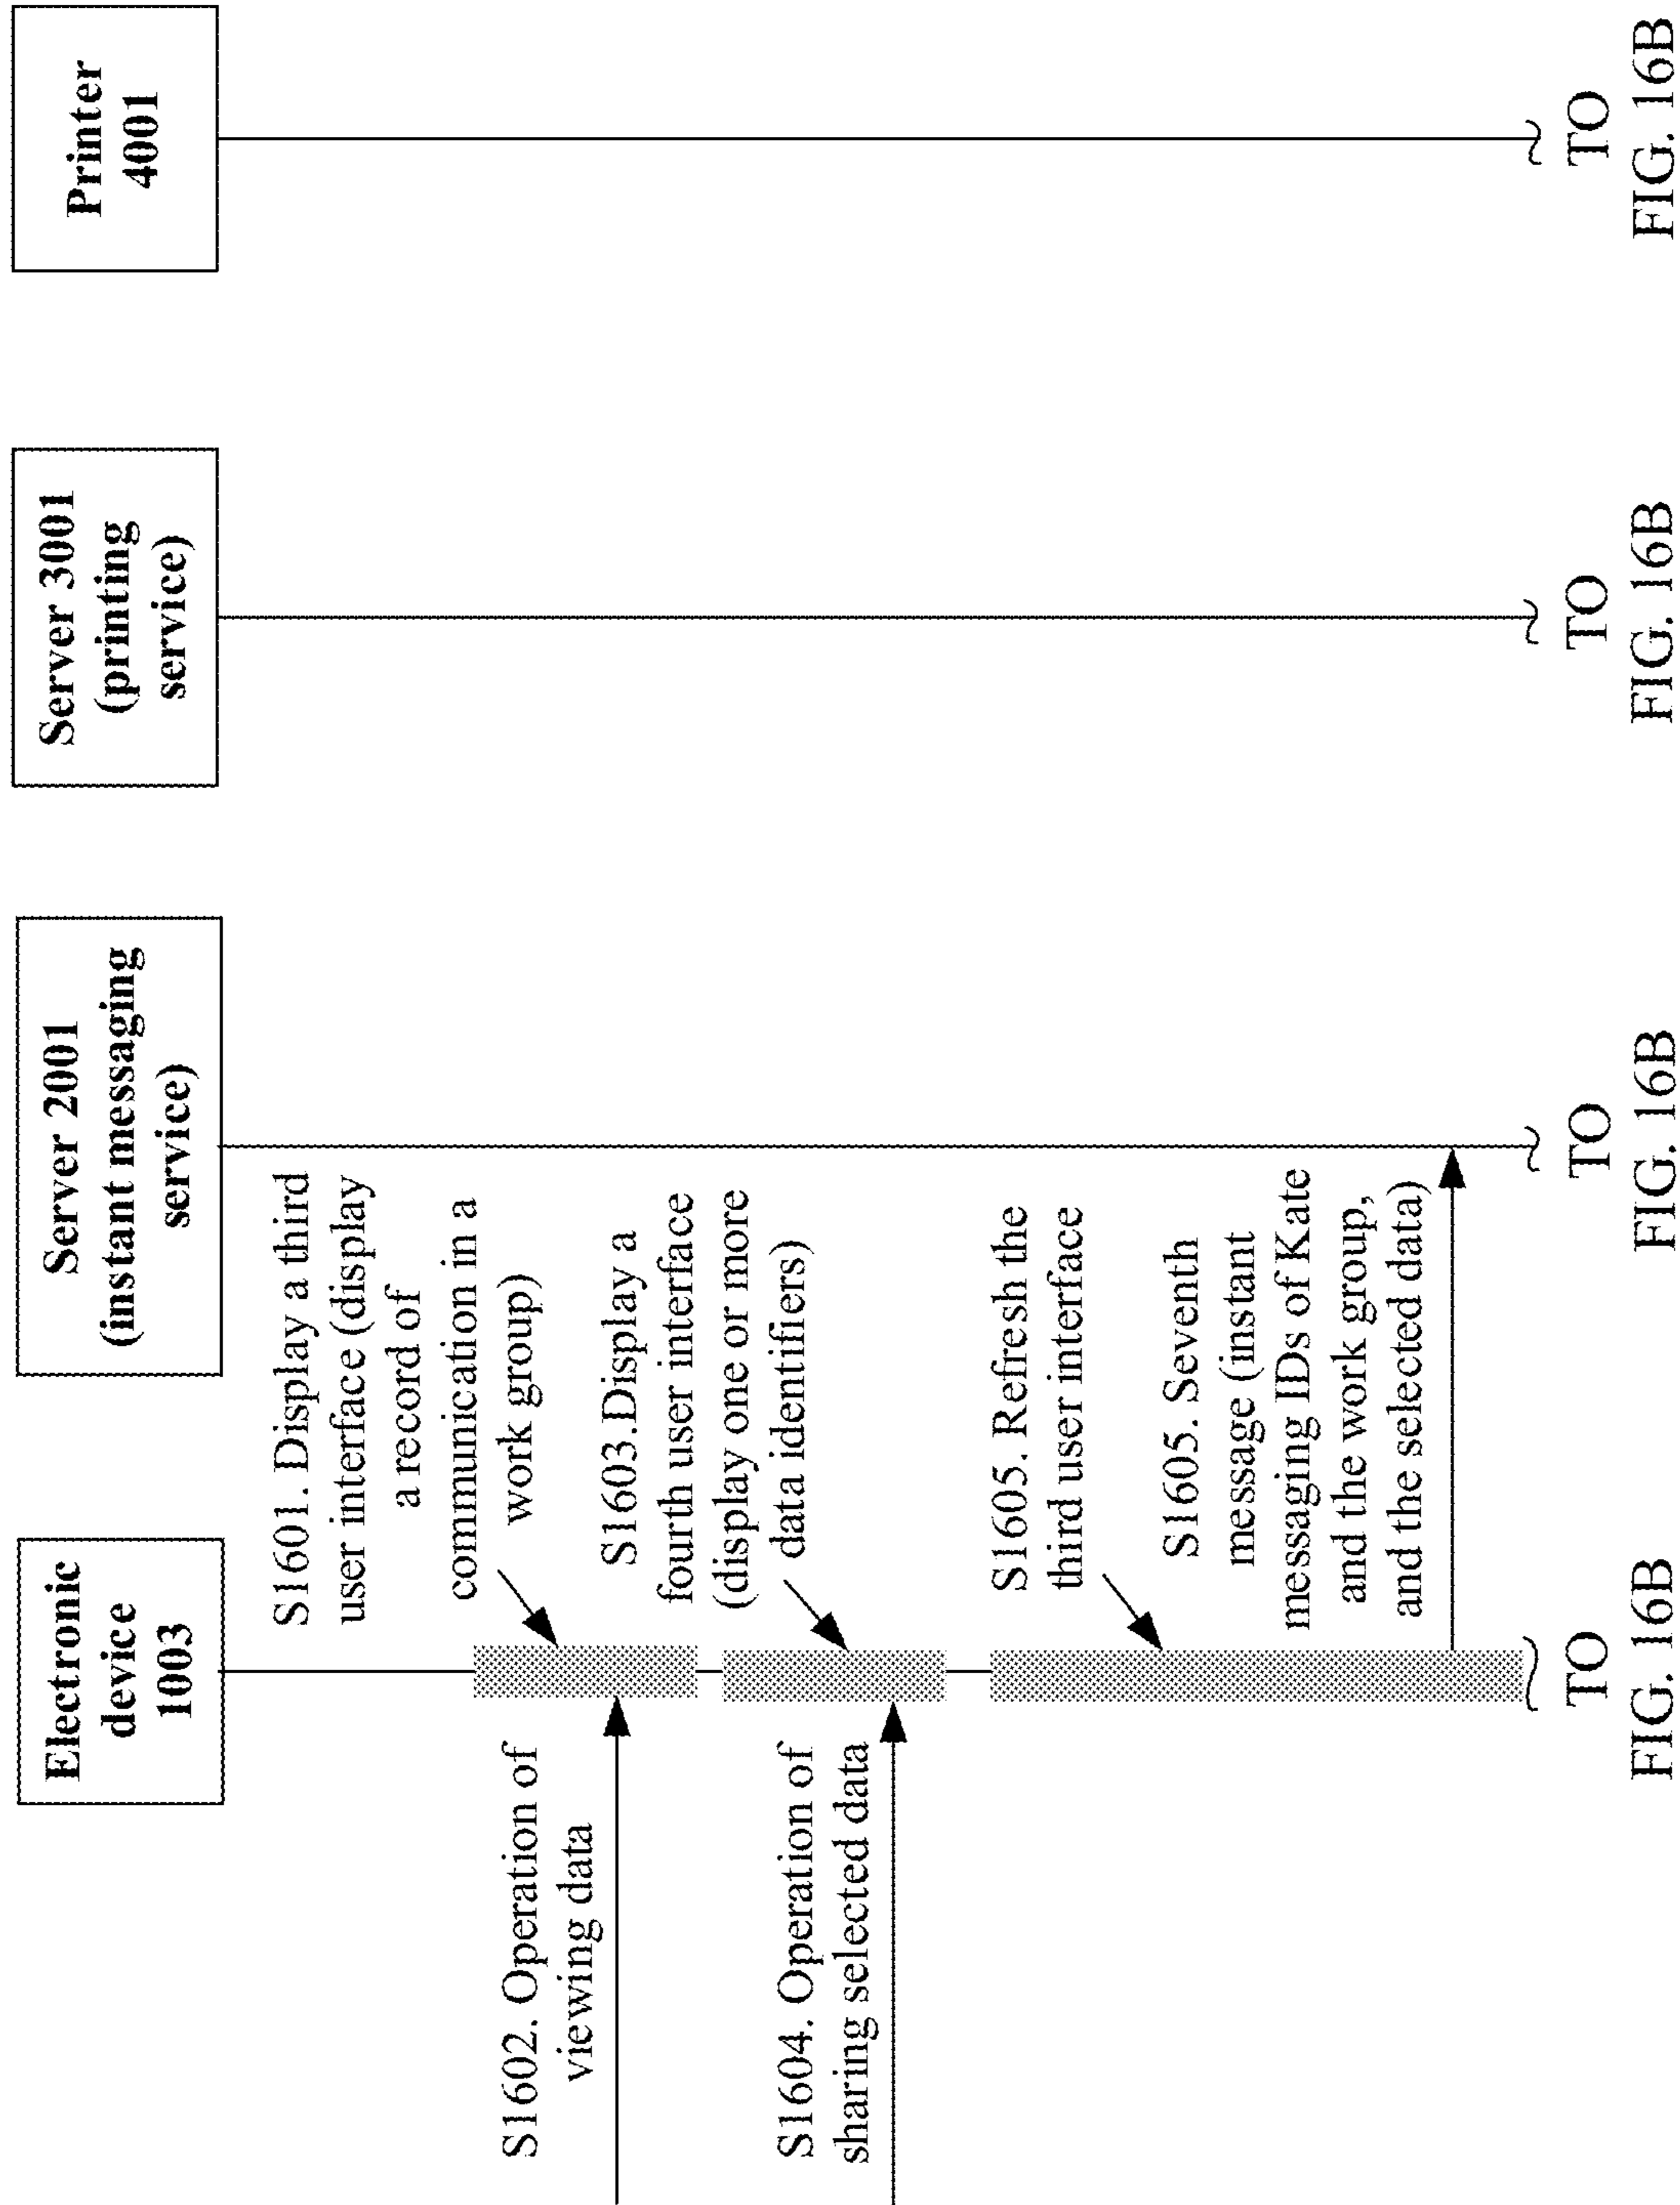 Electronic
device
1003
Server 2001
(instant messaging
service)
Server 3001
(printing
service)
Printer
4001
S1601. Display a third
user interface (display
a record of
communication in a
work group)
S1602. Operation of
viewing data
S1603.Display a
fourth user interface
(display one or more
data identifiers)
S1604. Operation of
sharing selected data
S1605. Refresh the
third user interface
S1605. Seventh
message (instant
messaging IDs of Kate
and the work group,
and the selected data)
TO
FIG. 16B
TO
FIG. 16B
TO
FIG. 16B
TO
FIG. 16B